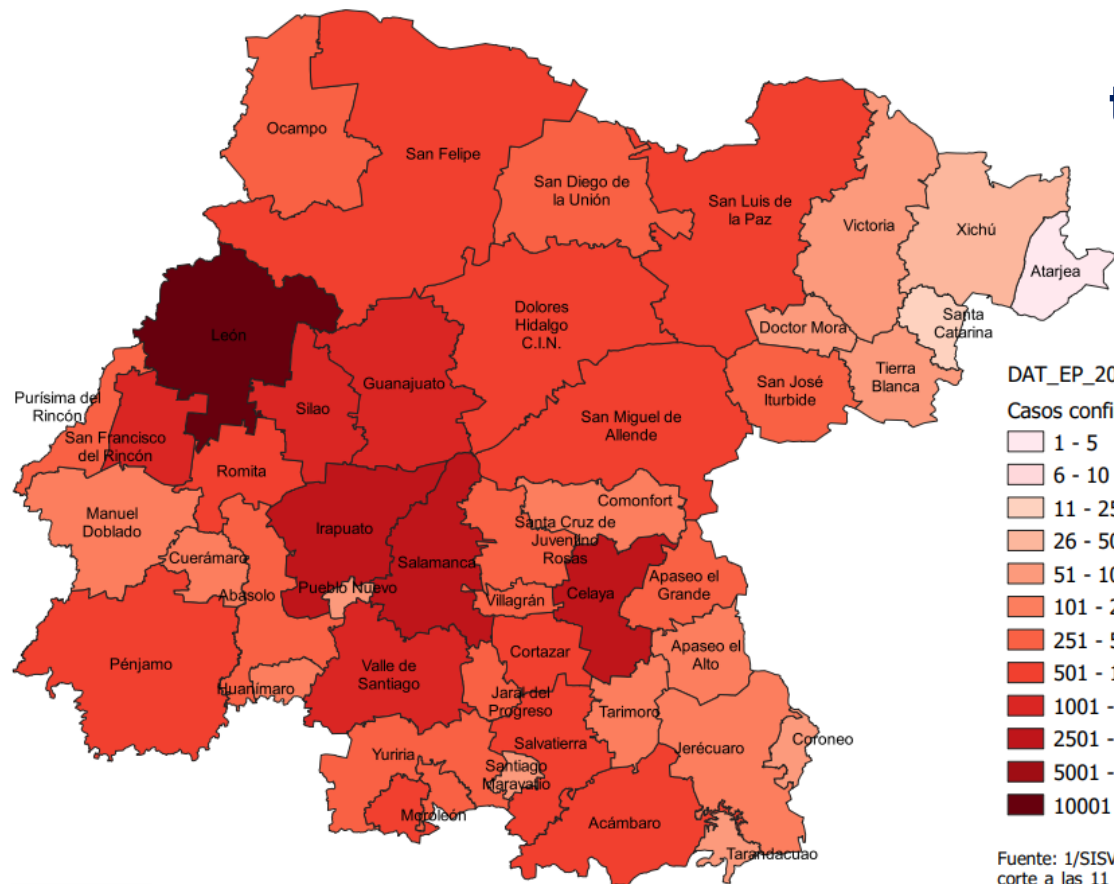 Ocampo
San Felipe
San Diego de
la Unión
San Luis de
la Paz
Victoria
Xichú
Atarjea
León
Dolores
Hidalgo
C.I.N.
Doctor Mora
Santa
Catarina
Tierra
Blanca
Guanajuato
San José
Iturbide
Purísima del
Rincón
Silao
San Miguel de
Allende
San Francisco
del Rincón
Romita
Manuel
Doblado
Irapuato
Comonfort
Santa Cruz de
Juventino
Rosas
Cuerámaro
Salamanca
Abasolo
Pueblo Nuevo
Villagrán
Celaya
Apaseo el
Grande
Pénjamo
Valle de
Santiago
Cortazar
Apaseo el
Alto
Huanímaro
Jaral del
Progreso
Tarimoro
Yuriria
Salvatierra
Jerécuaro
Coroneo
Santiago
Maravatío
Moroleón
Acámbaro
Tarandacuao
DAT_EP_20
Casos confi
1 - 5
6 - 10
11 - 25
26 - 50
51 - 10
101 - 2
251 - 5
501 - 1
1001 -
2501 -
5001 -
10001
Fuente: 1/SISV
corte a las 11